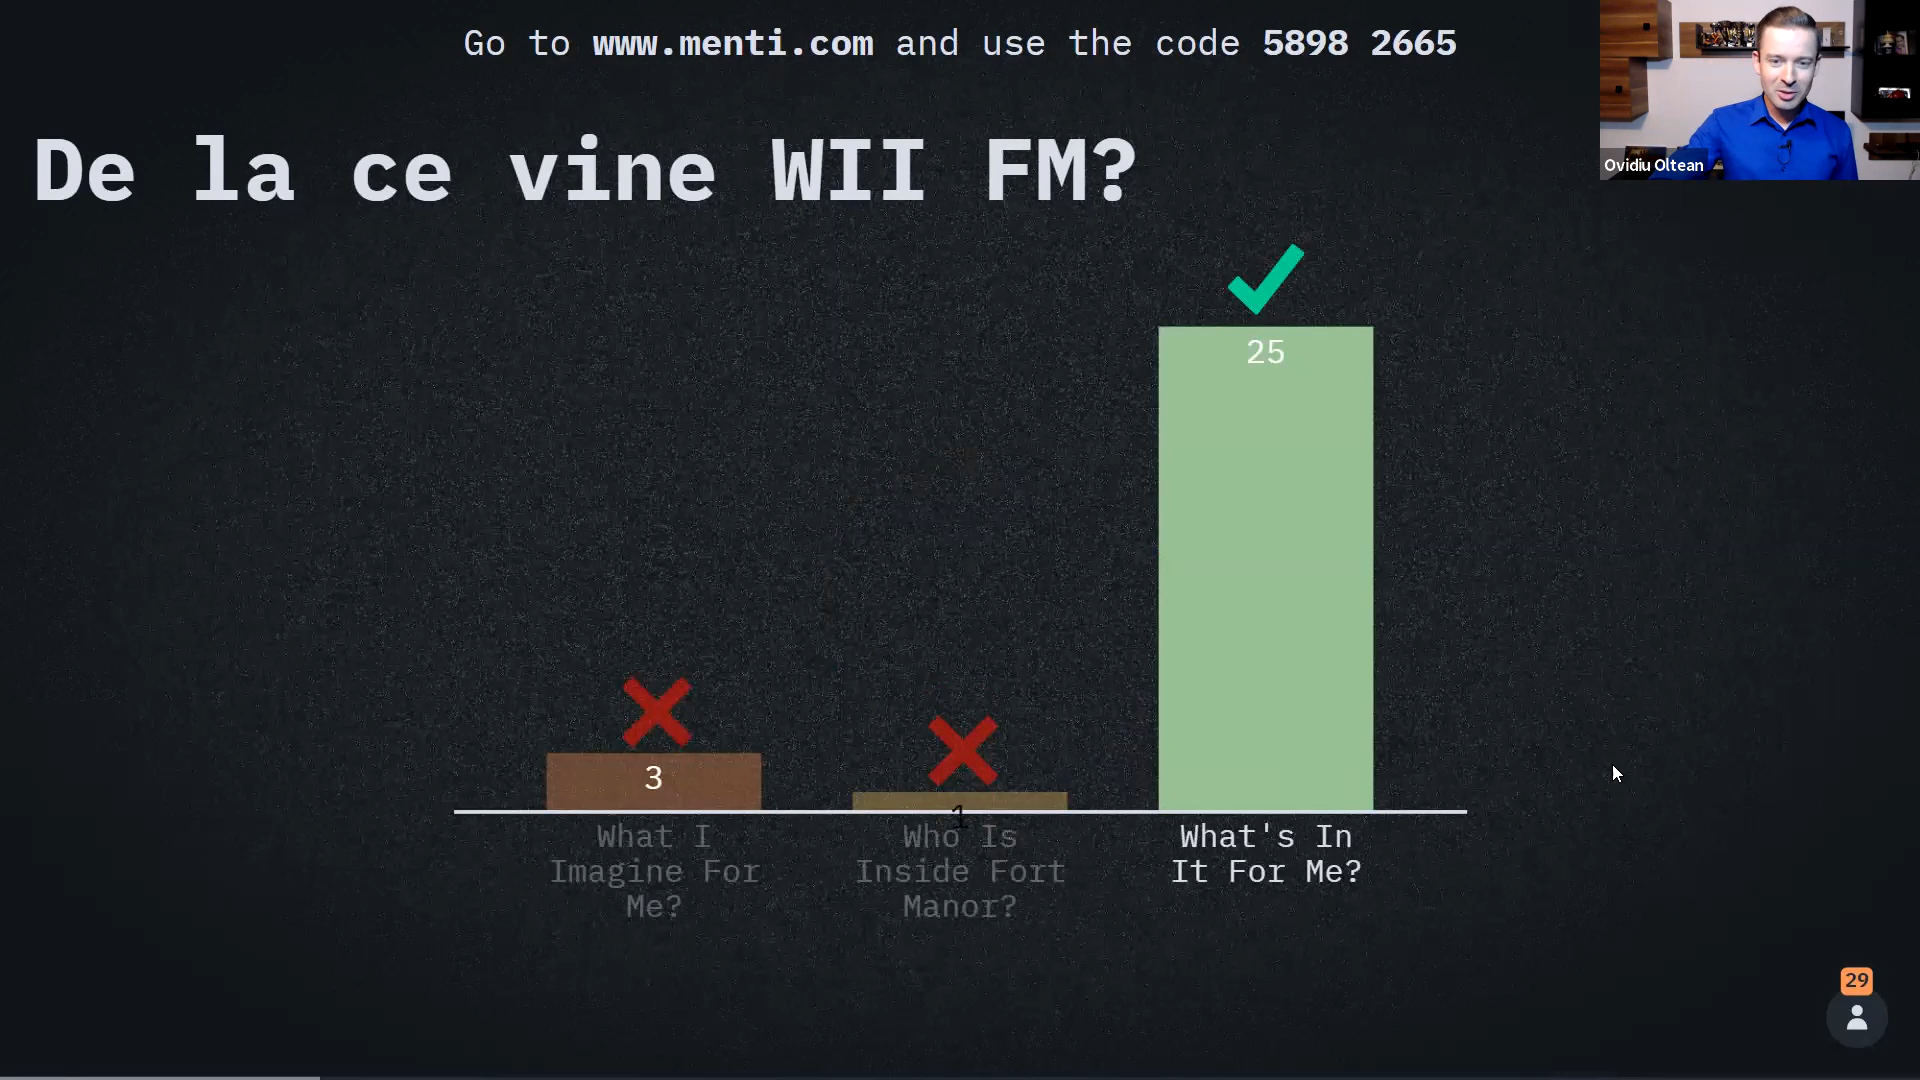 Go to www.menti.com and use the code 5898 2665
Ovidiu Oltean
De la ce vine WII FM?
25
3
1
What I
Imagine For
Me?
Who Is
Inside Fort
Manor?
What's In
It For Me?
29